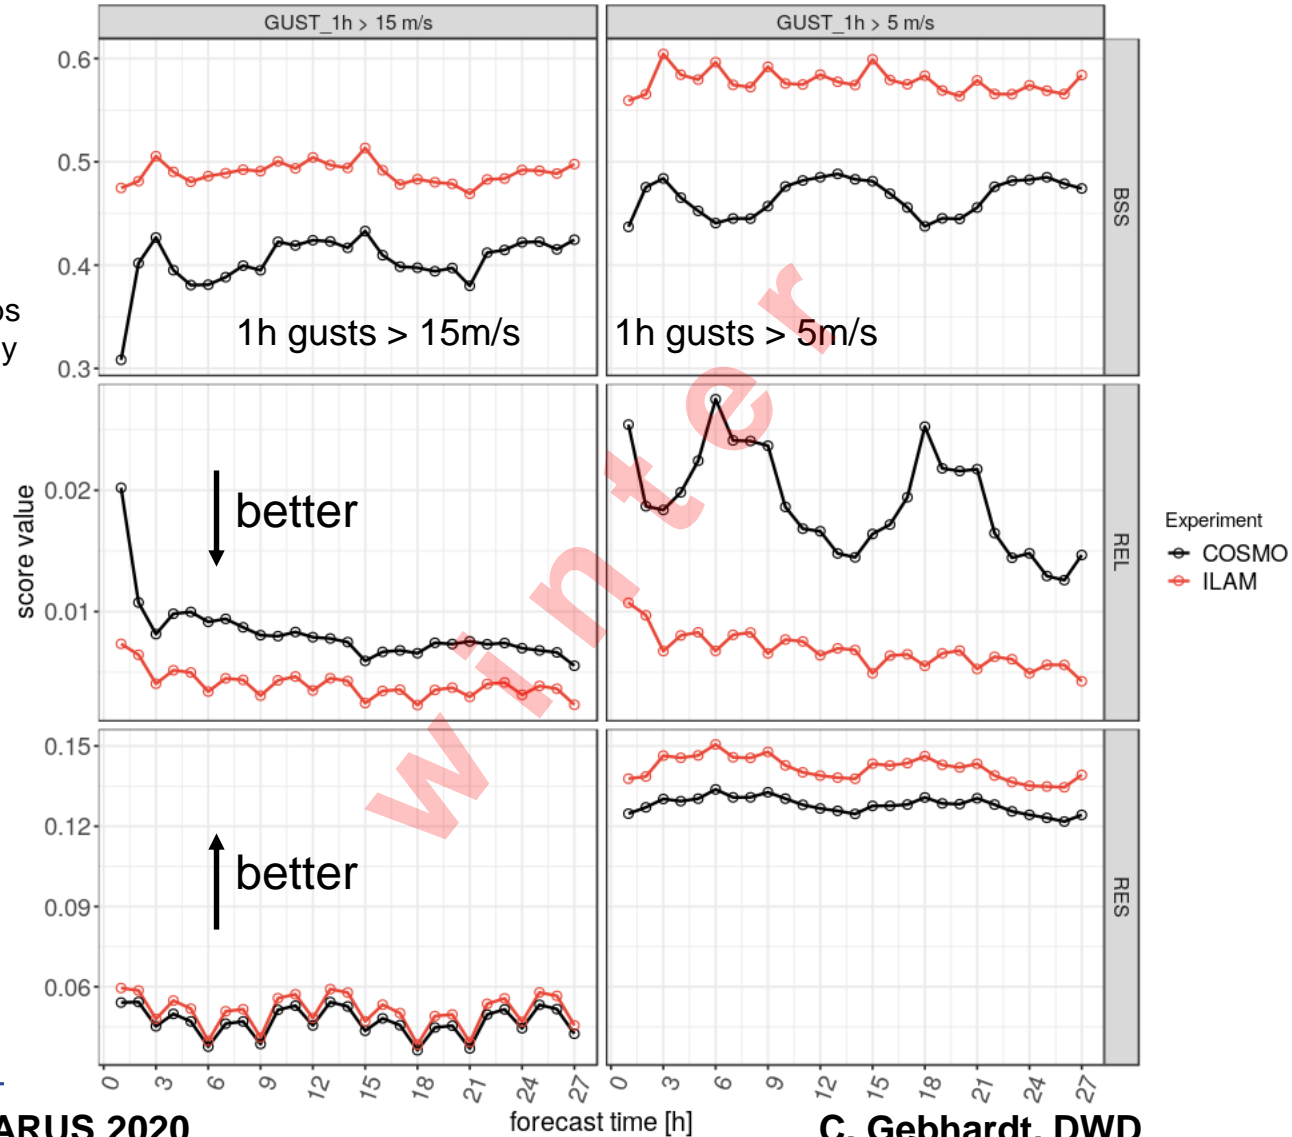 GUST_1h > 15 m/s
GUST_1h > 5 m/s
0.6
0.5
0.4
0.3
BSS
1h gusts > 15m/s
1h gusts > 5m/s
os
y
score value
0.02
0.01
REL
better
Experiment
COSMO
ILAM
winter
0.15
0.12
0.09
0.06
RES
better
0 3 6 9 12 15 18 21 24 27
0 3 6 9 12 15 18 21 24 27
forecast time [h]
ARUS 2020
C. Gebhardt, DWD